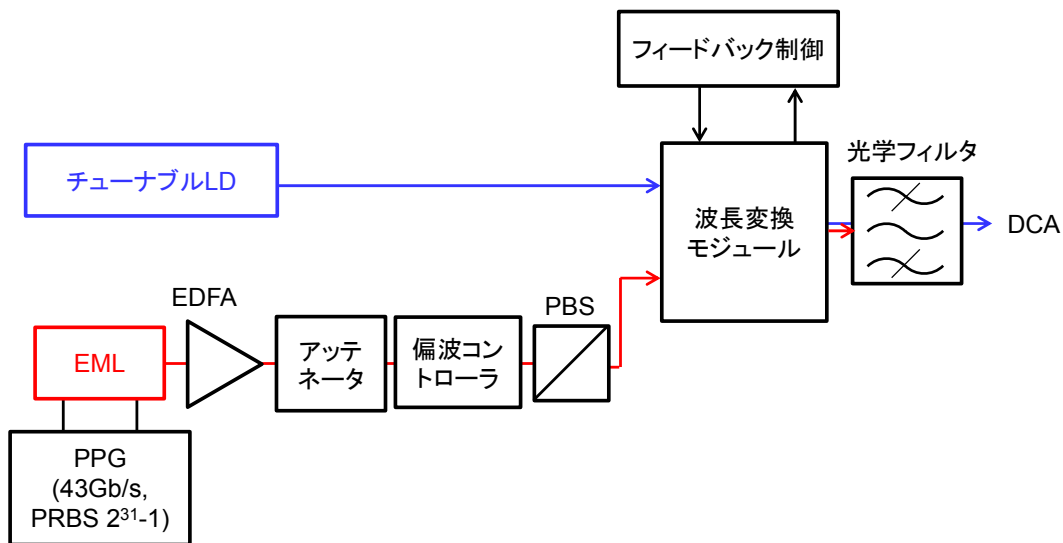 フィードバック制御
チューナブルLD
波長変換
モジュール
光学フィルタ
DCA
EDFA
PBS
EML
アッテ
ネータ
偏波コン
トローラ
PPG
(43Gb/s,
PRBS 2³¹-1)